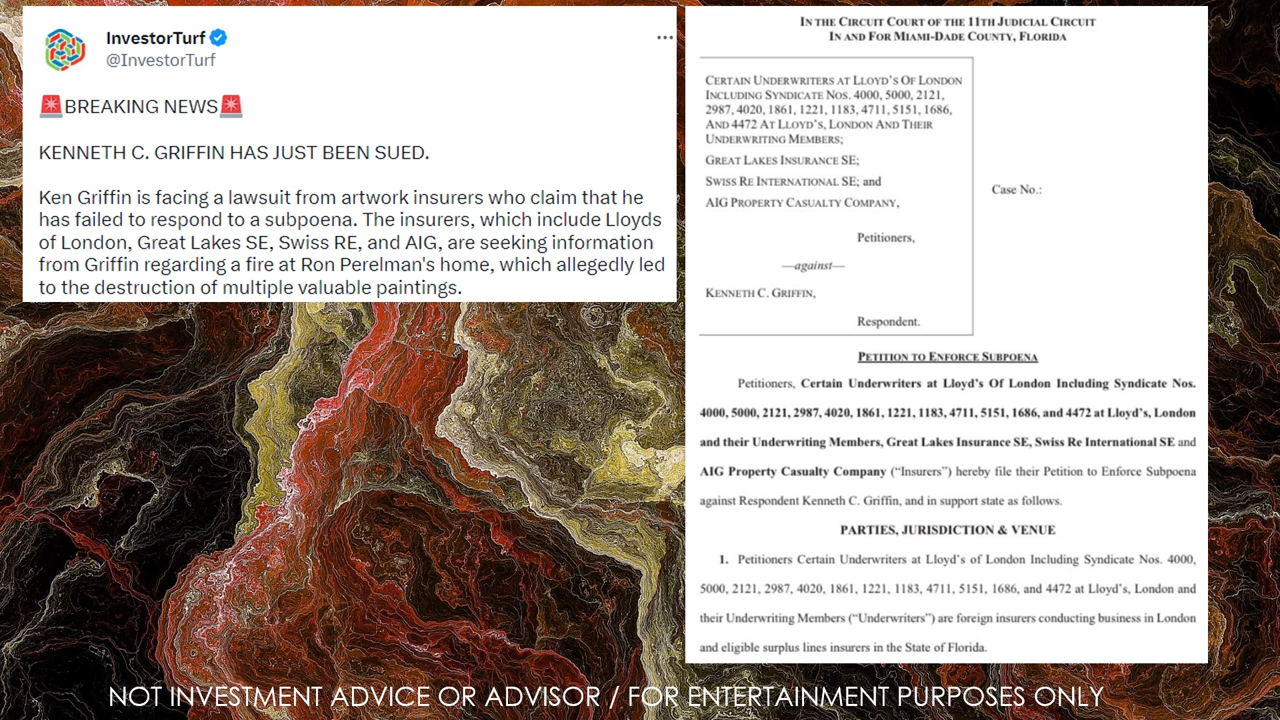 InvestorTurf
@InvestorTurf
🚨BREAKING NEWS🚨
KENNETH C. GRIFFIN HAS JUST BEEN SUED.
Ken Griffin is facing a lawsuit from artwork insurers who claim that he
has failed to respond to a subpoena. The insurers, which include Lloyds
of London, Great Lakes SE, Swiss RE, and AIG, are seeking information
from Griffin regarding a fire at Ron Perelman's home, which allegedly led
to the destruction of multiple valuable paintings.
IN THE CIRCUIT COURT OF THE 11TH JUDICIAL CIRCUIT
IN AND FOR MIAMI-DADE COUNTY, FLORIDA
CERTAIN UNDERWRITERS AT LLOYD'S OF LONDON
INCLUDING SYNDICATE NOS. 4000, 5000, 2121,
2987, 4020, 1861, 1221, 1183, 4711, 5151, 1686,
AND 4472 AT LLOYD'S, LONDON AND THEIR
UNDERWRITING MEMBERS;
GREAT LAKES INSURANCE SE;
SWISS RE INTERNATIONAL SE; and
AIG PROPERTY CASUALTY COMPANY,
Petitioners,
—against—
KENNETH C. GRIFFIN,
Respondent.
Case No.:
PETITION TO ENFORCE SUBPOENA
Petitioners, Certain Underwriters at Lloyd's Of London Including Syndicate Nos.
4000, 5000, 2121, 2987, 4020, 1861, 1221, 1183, 4711, 5151, 1686, and 4472 at Lloyd's, London
and their Underwriting Members, Great Lakes Insurance SE, Swiss Re International SE and
AIG Property Casualty Company ("Insurers") hereby file their Petition to Enforce Subpoena
against Respondent Kenneth C. Griffin, and in support state as follows.
PARTIES, JURISDICTION & VENUE
1. Petitioners Certain Underwriters at Lloyd's of London Including Syndicate Nos. 4000,
5000, 2121, 2987, 4020, 1861, 1221, 1183, 4711, 5151, 1686, and 4472 at Lloyd's, London and
their Underwriting Members ("Underwriters") are foreign insurers conducting business in London
and eligible surplus lines insurers in the State of Florida.
NOT INVESTMENT ADVICE OR ADVISOR / FOR ENTERTAINMENT PURPOSES ONLY